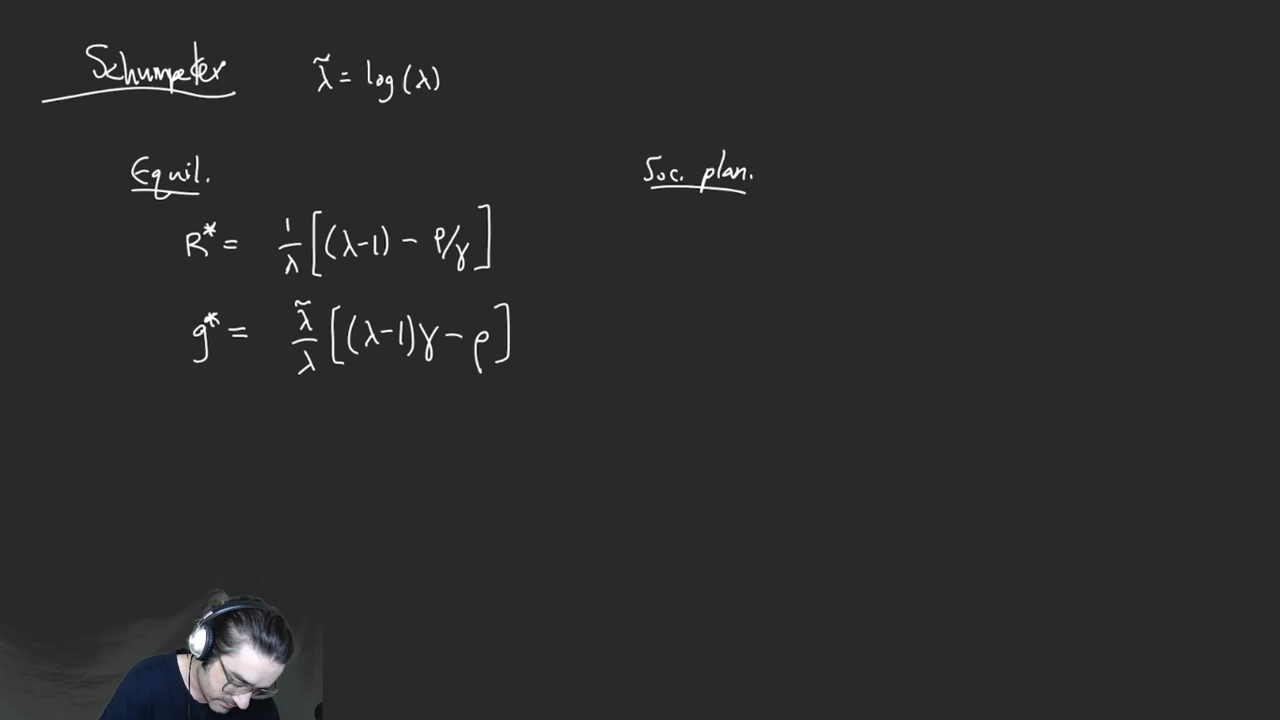 Schumpeter λ̃ = log(λ)
Equil. Soc. plan.
R* = 1/λ [(λ-1) - ρ/γ]
g* = λ̃/λ [(λ-1)γ - ρ]